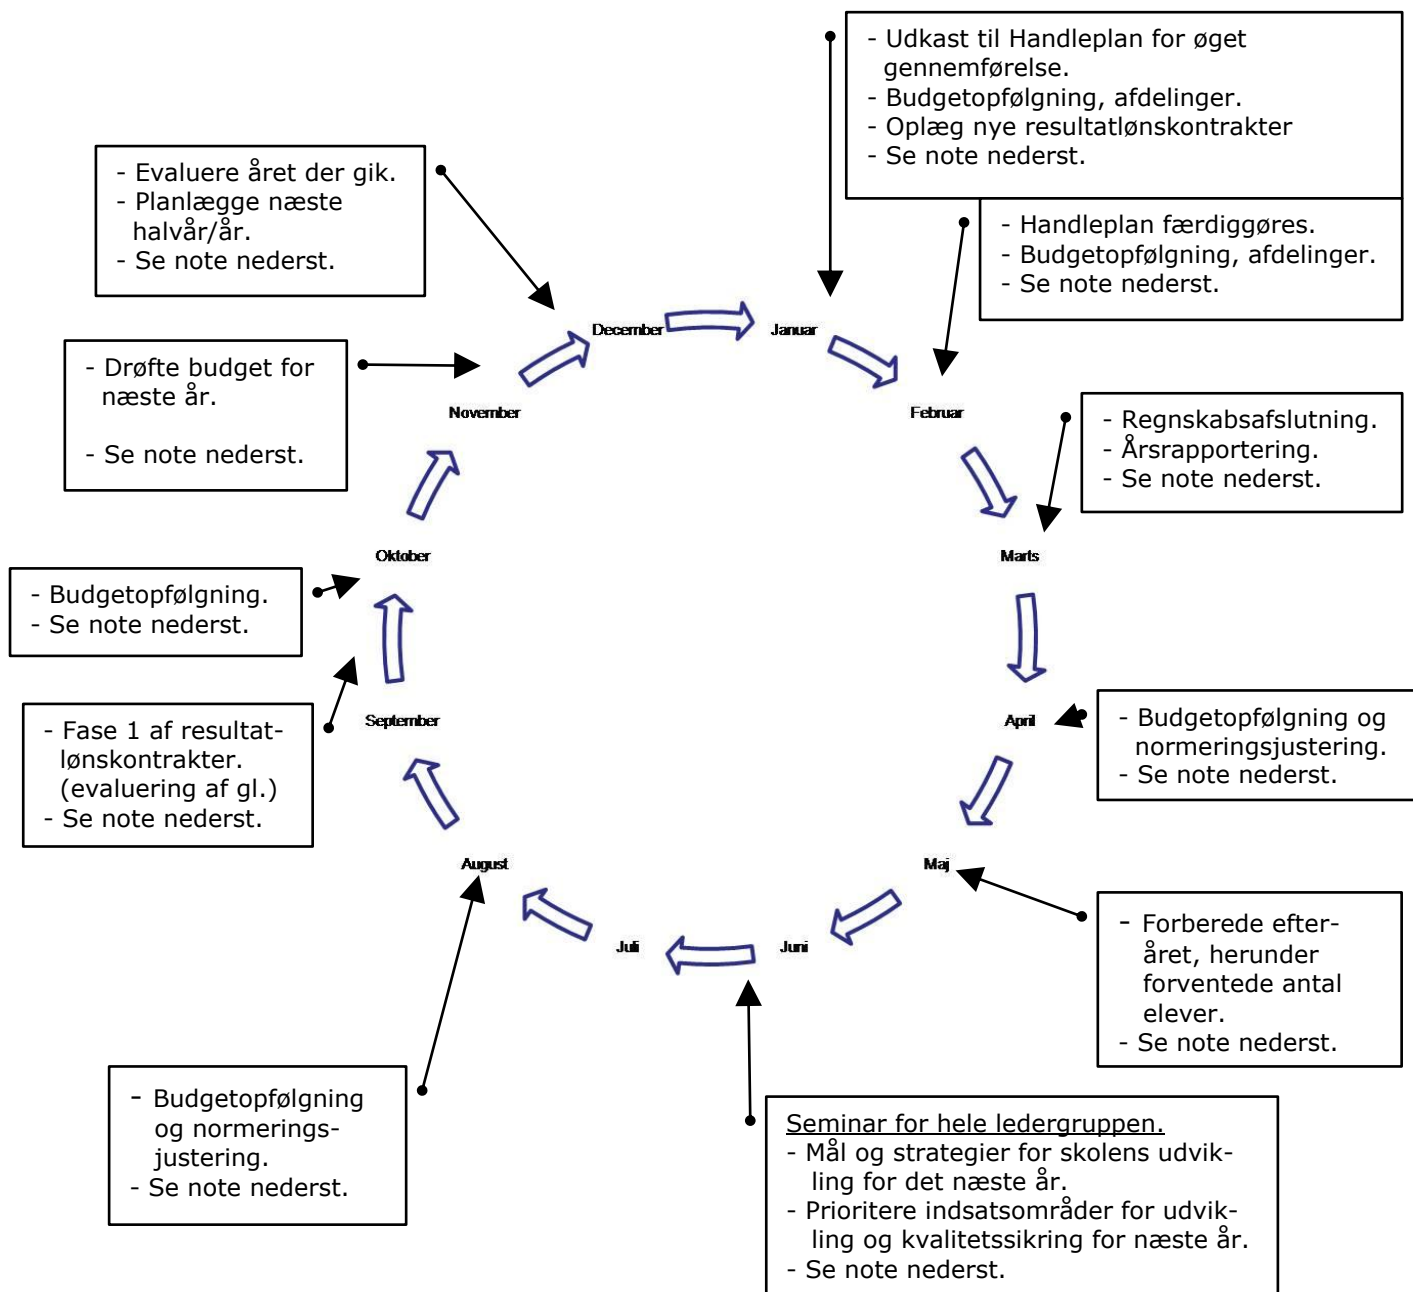 - Udkast til Handleplan for øget
gennemførelse.
- Budgetopfølgning, afdelinger.
- Oplæg nye resultatlønskontrakter
- Se note nederst.
- Evaluere året der gik.
- Planlægge næste
halvår/år.
- Se note nederst.
- Handleplan færdiggøres.
- Budgetopfølgning, afdelinger.
- Se note nederst.
December
Januar
- Drøfte budget for
næste år.
- Se note nederst.
November
Februar
- Regnskabsafslutning.
- Årsrapportering.
- Se note nederst.
Oktober
Marts
- Budgetopfølgning.
- Se note nederst.
- Fase 1 af resultat-
lønskontrakter.
(evaluering af gl.)
- Se note nederst.
September
April
- Budgetopfølgning og
normeringsjustering.
- Se note nederst.
August
Maj
- Forberede efter-
året, herunder
forventede antal
elever.
- Se note nederst.
Juli
Juni
- Budgetopfølgning
og normerings-
justering.
- Se note nederst.
Seminar for hele ledergruppen.
- Mål og strategier for skolens udvik-
ling for det næste år.
- Prioritere indsatsområder for udvik-
ling og kvalitetssikring for næste år.
- Se note nederst.